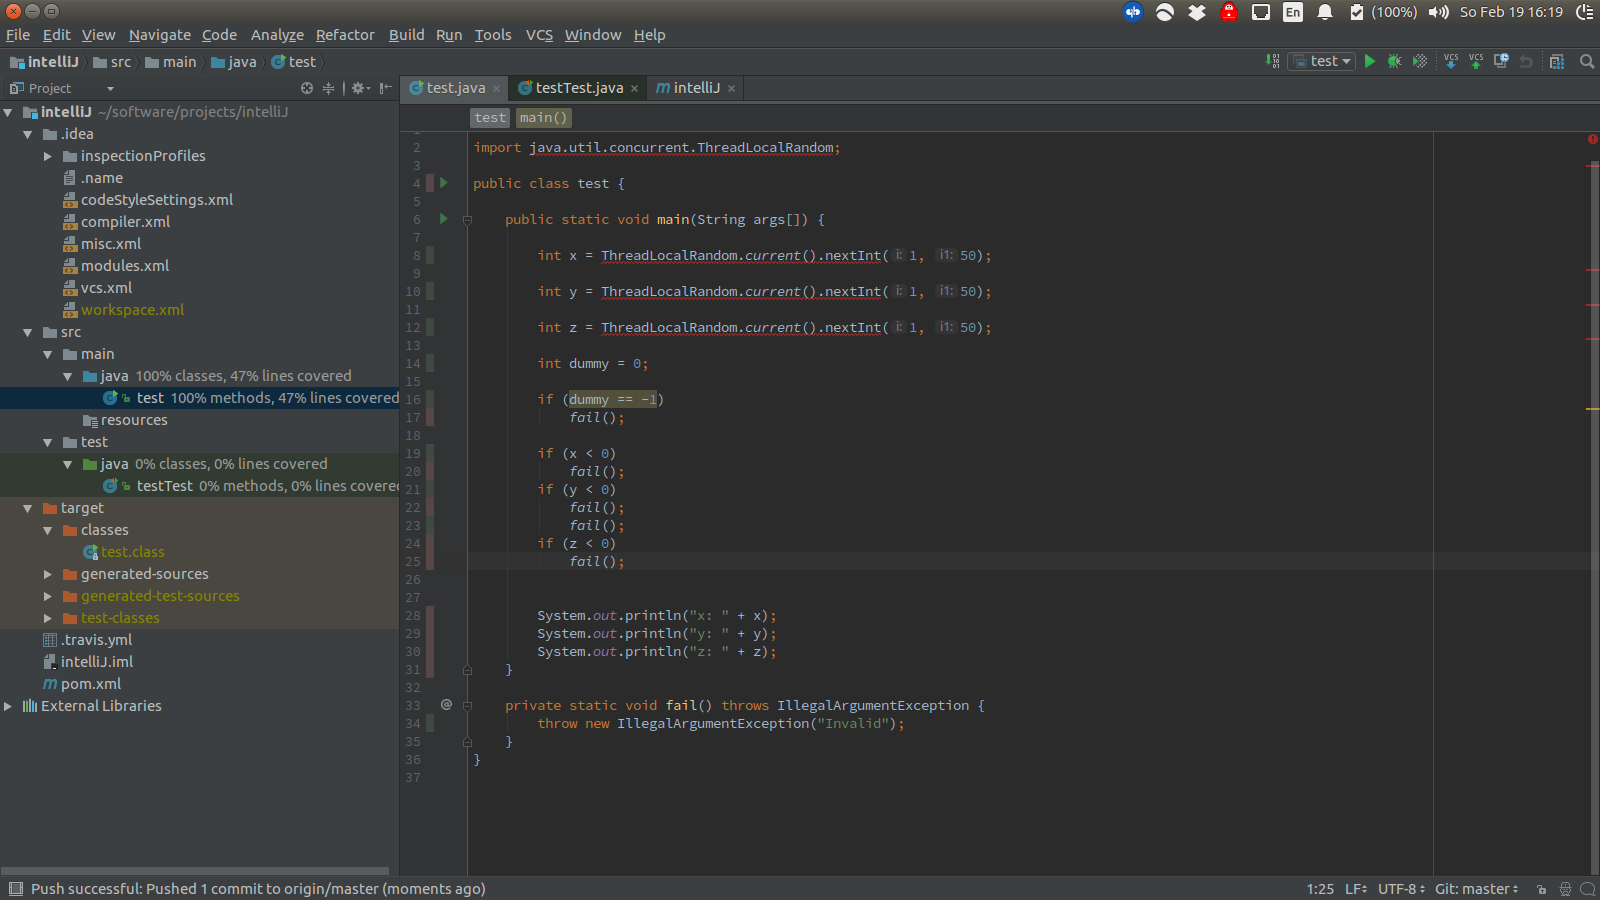 En (100%) So Feb 19 16:19
File Edit View Navigate Code Analyze Refactor Build Run Tools VCS Window Help
intelliJ src main java test
test
VCS VCS
Project
test.java testTest.java m intelliJ
intelliJ ~/software/projects/intelliJ
.idea
inspectionProfiles
.name
codeStyleSettings.xml
compiler.xml
misc.xml
modules.xml
vcs.xml
workspace.xml
src
main
java 100% classes, 47% lines covered
test 100% methods, 47% lines covered
resources
test
java 0% classes, 0% lines covered
testTest 0% methods, 0% lines covered
target
classes
test.class
generated-sources
generated-test-sources
test-classes
.travis.yml
intelliJ.iml
m pom.xml
External Libraries
test main()
2 import java.util.concurrent.ThreadLocalRandom;
3
4 public class test {
5
6 public static void main(String args[]) {
7
8 int x = ThreadLocalRandom.current().nextInt( i: 1, i1: 50);
9
10 int y = ThreadLocalRandom.current().nextInt( i: 1, i1: 50);
11
12 int z = ThreadLocalRandom.current().nextInt( i: 1, i1: 50);
13
14 int dummy = 0;
15
16 if (dummy == -1)
17 fail();
18
19 if (x < 0)
20 fail();
21 if (y < 0)
22 fail();
23 fail();
24 if (z < 0)
25 fail();
26
27
28 System.out.println("x: " + x);
29 System.out.println("y: " + y);
30 System.out.println("z: " + z);
31 }
32
33 @ private static void fail() throws IllegalArgumentException {
34 throw new IllegalArgumentException("Invalid");
35 }
36 }
37
Push successful: Pushed 1 commit to origin/master (moments ago) 1:25 LF UTF-8 Git: master